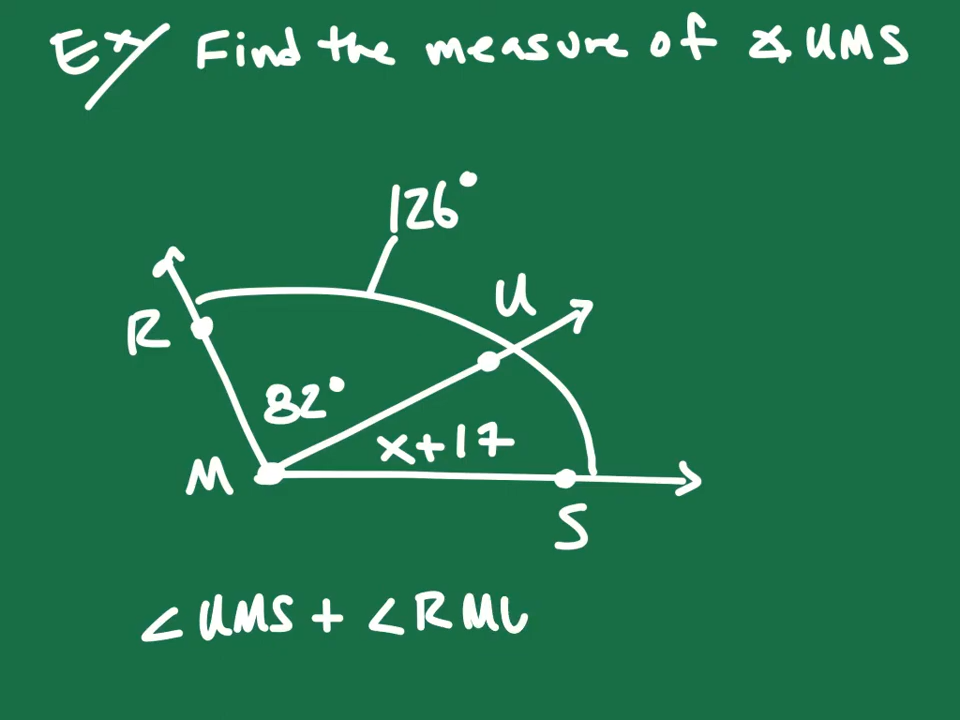 Ex/ Find the measure of ∡UMS
126°
U
R
82°
x+17
M
S
∠UMS + ∠RMU